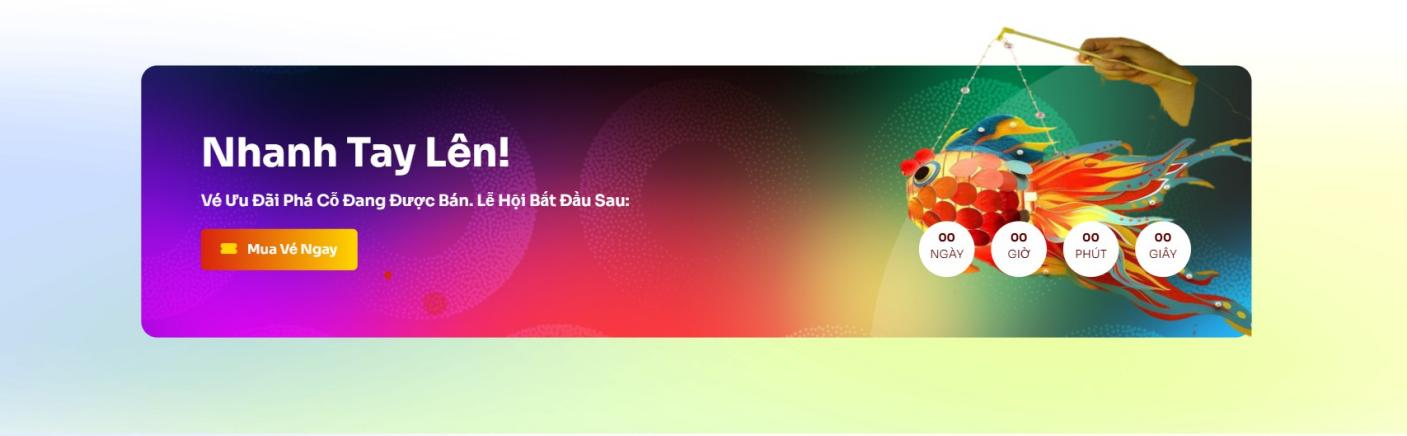 Nhanh Tay Lên!
Vé Ưu Đãi Phá Cỗ Đang Được Bán. Lễ Hội Bắt Đầu Sau:
Mua Vé Ngay
00 00 00 00
NGÀY GIỜ PHÚT GIÂY